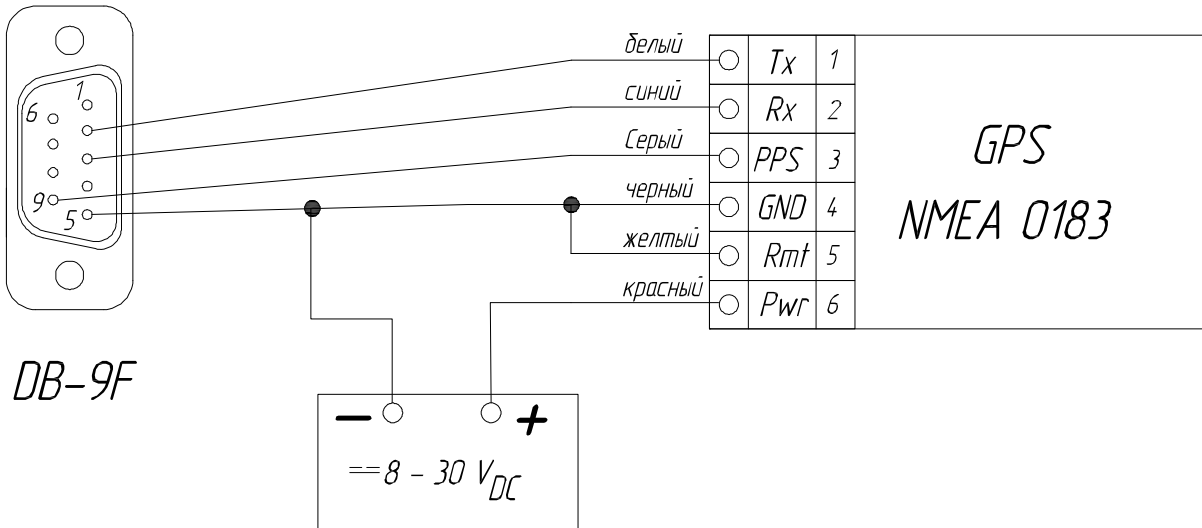 1
6
9
5
DB-9F
белый
синий
Серый
черный
желтый
красный
Tx 1
Rx 2
PPS 3
GND 4
Rmt 5
Pwr 6
GPS
NMEA 0183
− +
⎓8 - 30 VDC